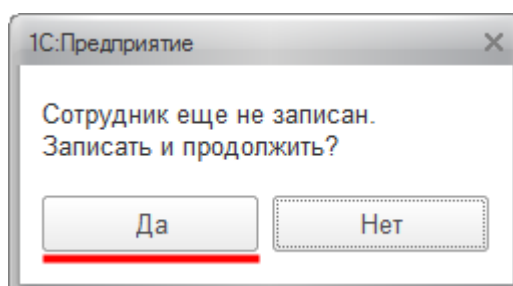 1С:Предприятие
Сотрудник еще не записан.
Записать и продолжить?
Да
Нет